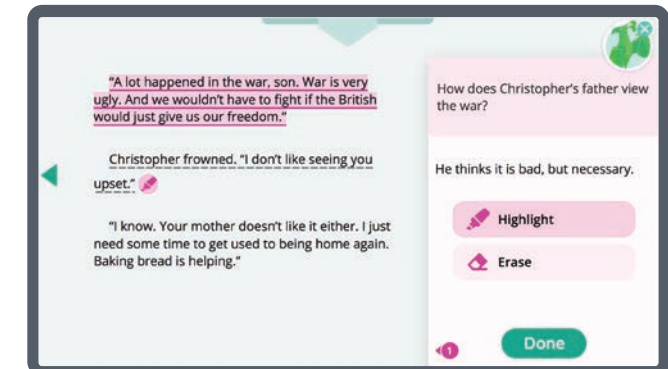 “A lot happened in the war, son. War is very
ugly. And we wouldn’t have to fight if the British
would just give us our freedom.”
Christopher frowned. “I don’t like seeing you
upset.”
“I know. Your mother doesn’t like it either. I just
need some time to get used to being home again.
Baking bread is helping.”
How does Christopher’s father view
the war?
He thinks it is bad, but necessary.
Highlight
Erase
1
Done